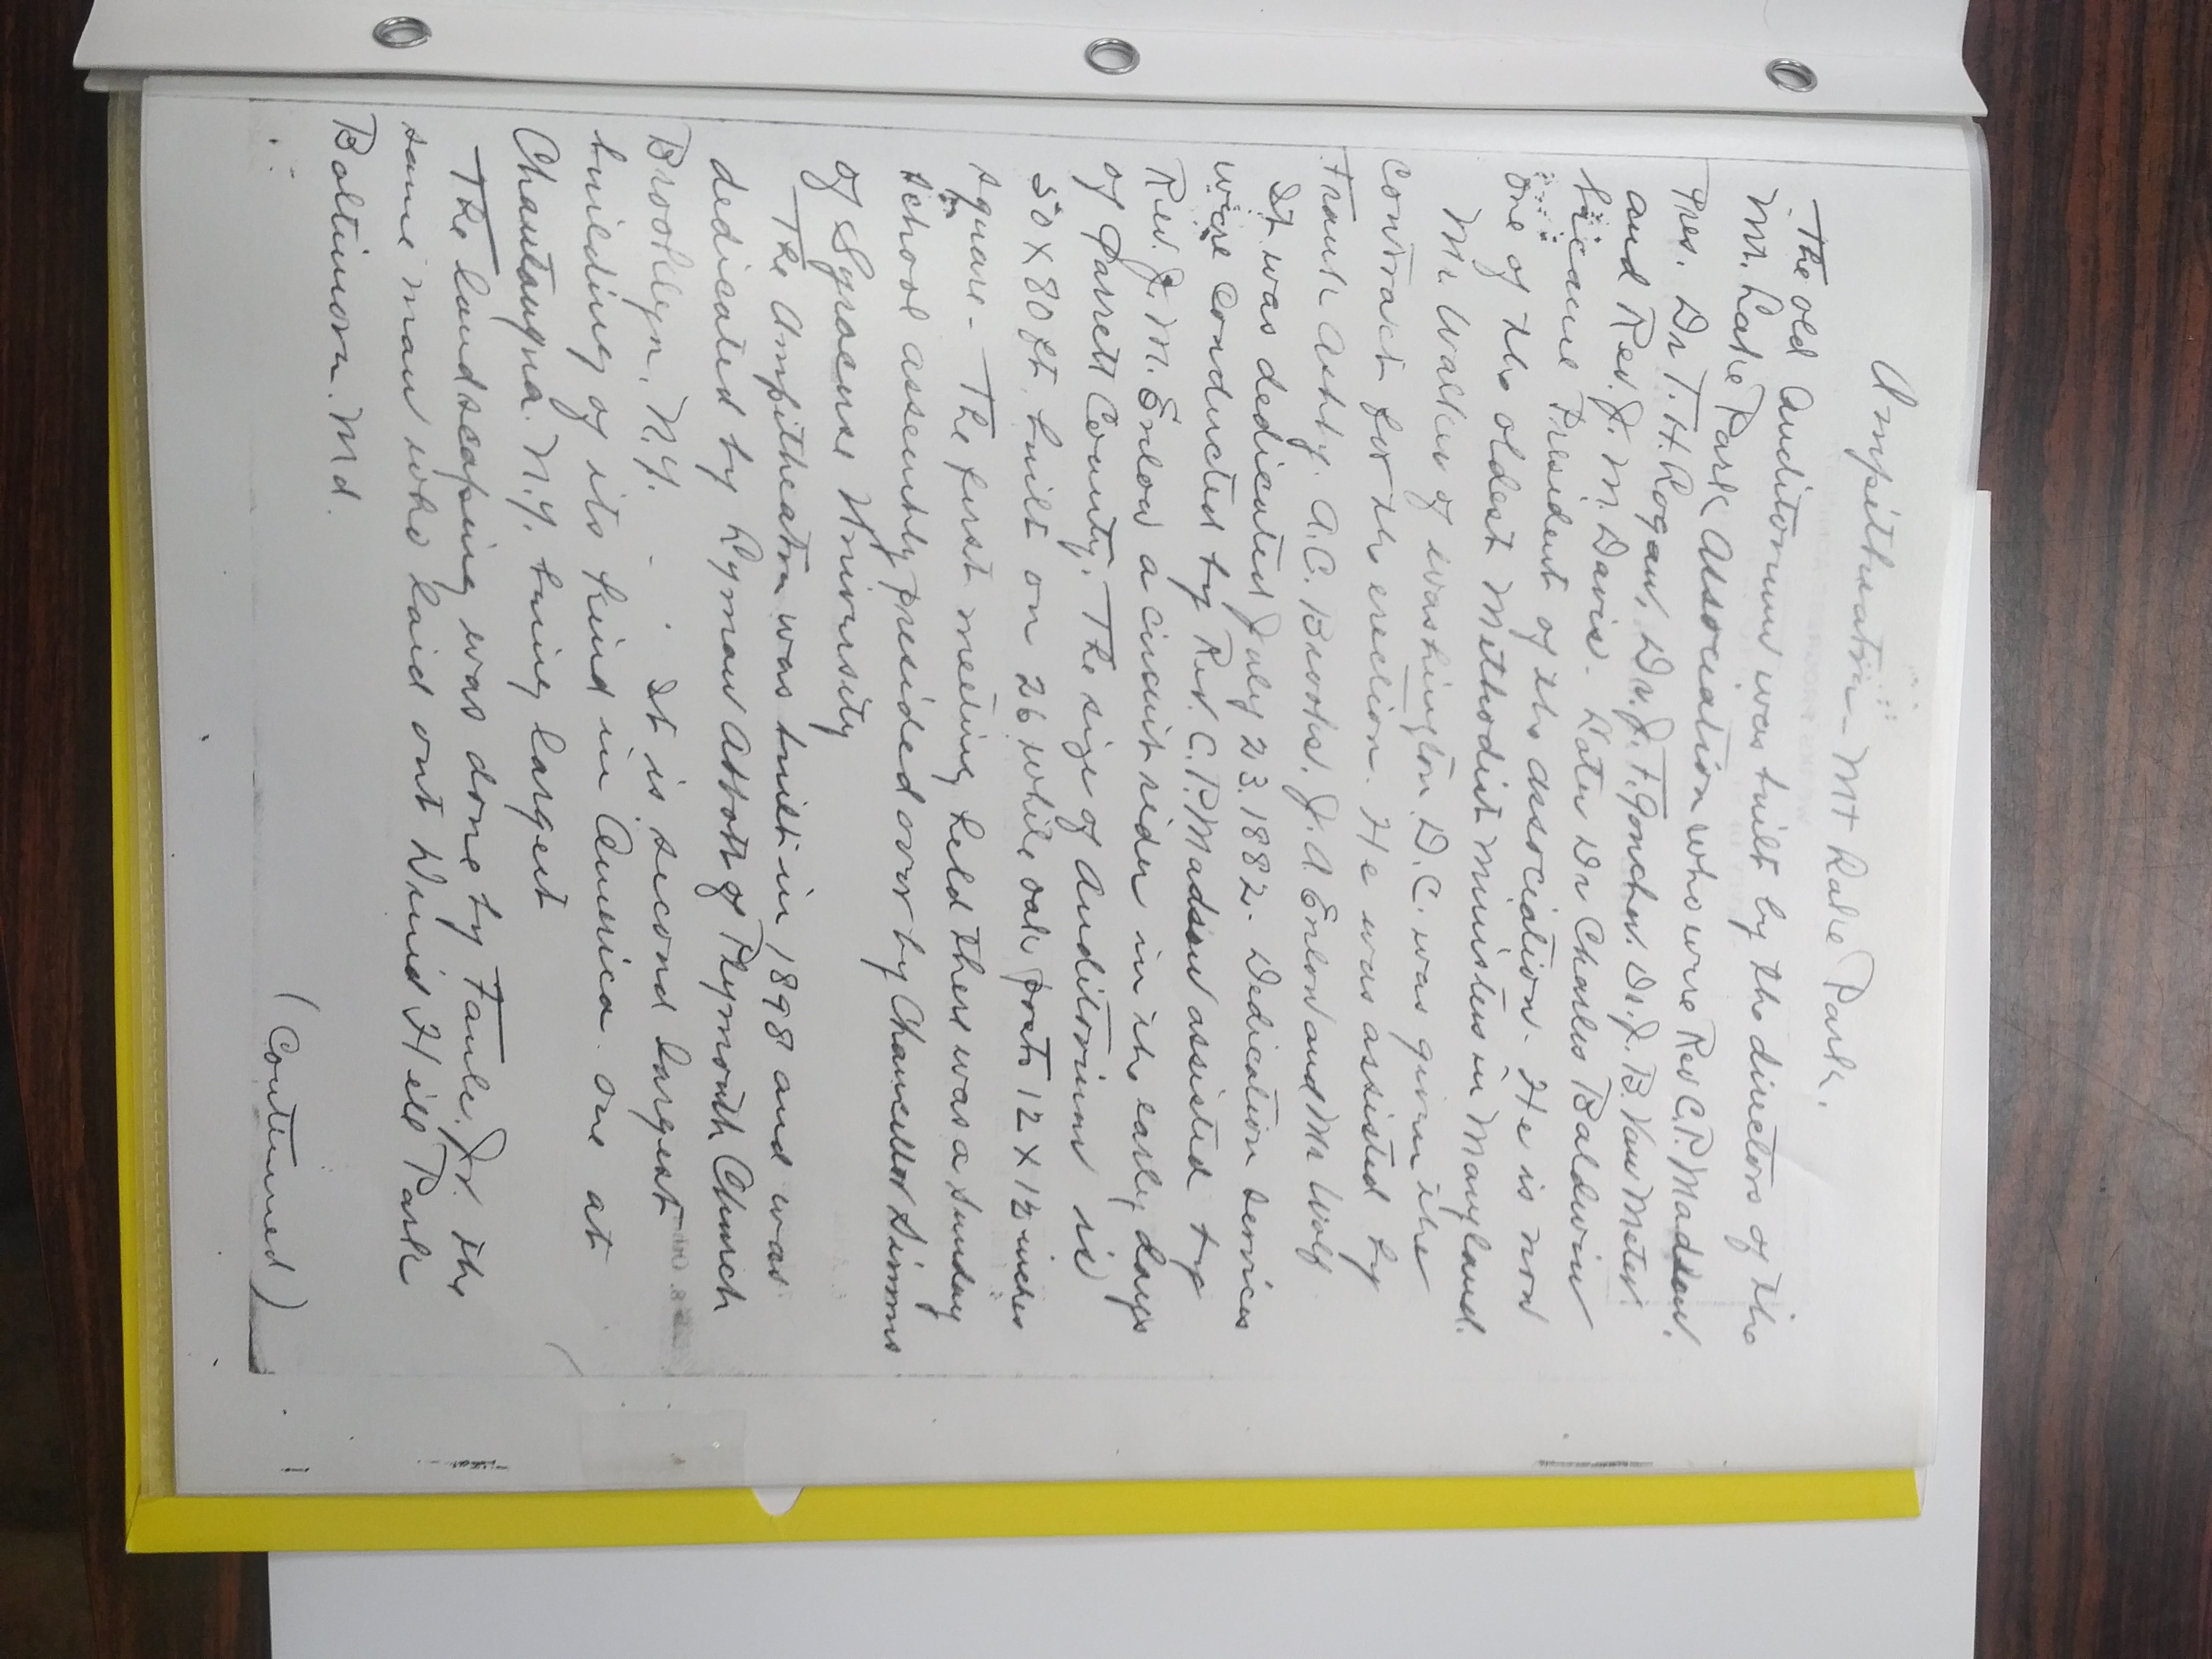 Ampitheatre - Mt Lake Park.
The old Auditorium was built by the directors of the
Mt. Lake Park Association who were Rev C.P. Madson,
Pres. Dr T. H. Logan, Dr. J. F. Goucher. Dr. J. B. Van Meter
and Rev. J. M. Davis. Later Dr Charles Baldwin
became President of the association. He is now
one of the oldest Methodist ministers in Maryland.
Mr. Walker of Washington D.C. was given the
contract for the erection. He was assisted by
Frank Ashby. A.C. Brooks, J. A. Enlow and Mr Wolf
It was dedicated July 23. 1882. Dedication services
were conducted by Rev. C. P. Madson assisted by
Rev. J. M. Enlow a circuit rider in the early days
of Garrett County. The size of Auditorium is
50 X 80 ft built on 26 white oak posts 12 X 12 inches
square - The first meeting held there was a Sunday
School assembly presided over by Chancellor Simms
of Syracuse University
The Ampitheatre was built in 1898 and was
dedicated by Lyman Abbott of Plymouth Church
Brooklyn, N.Y. It is second largest
building of its kind in America one at
Chautauqua. N.Y. being largest
The landscaping was done by Jr. the
same man who laid out Druid Hill Park
Baltimore. Md.
(Continued)